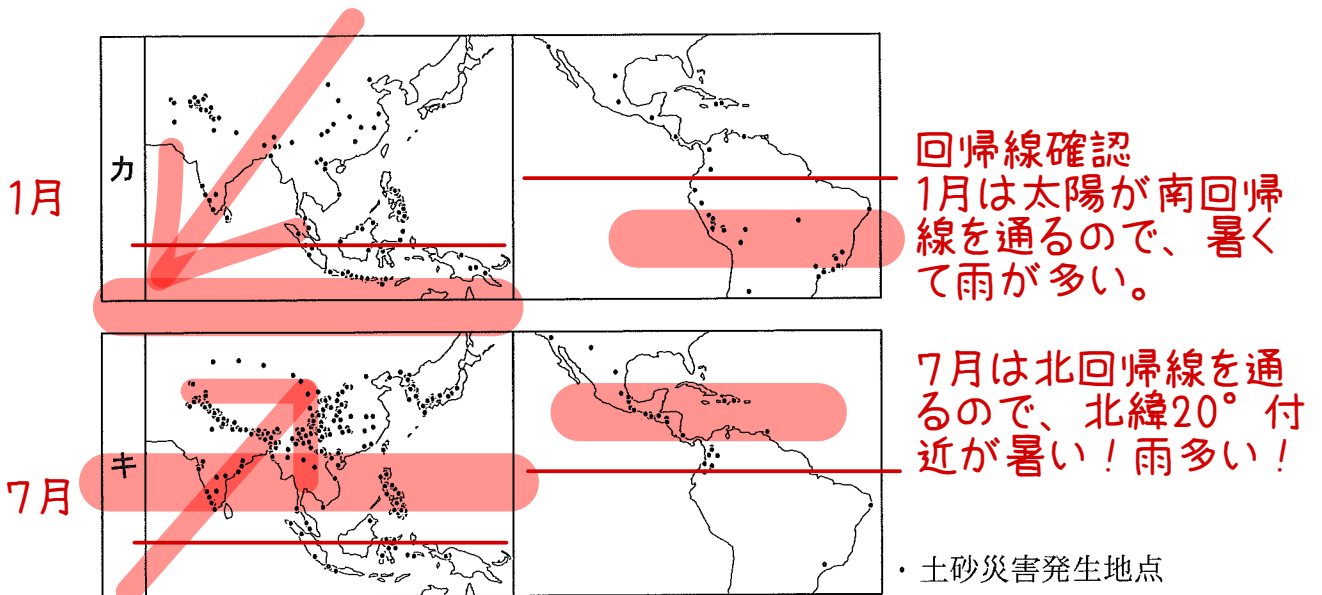 1月
カ
回帰線確認
1月は太陽が南回帰
線を通るので、暑く
て雨が多い。
7月
キ
7月は北回帰線を通
るので、北緯20°付
近が暑い！雨多い！
・土砂災害発生地点